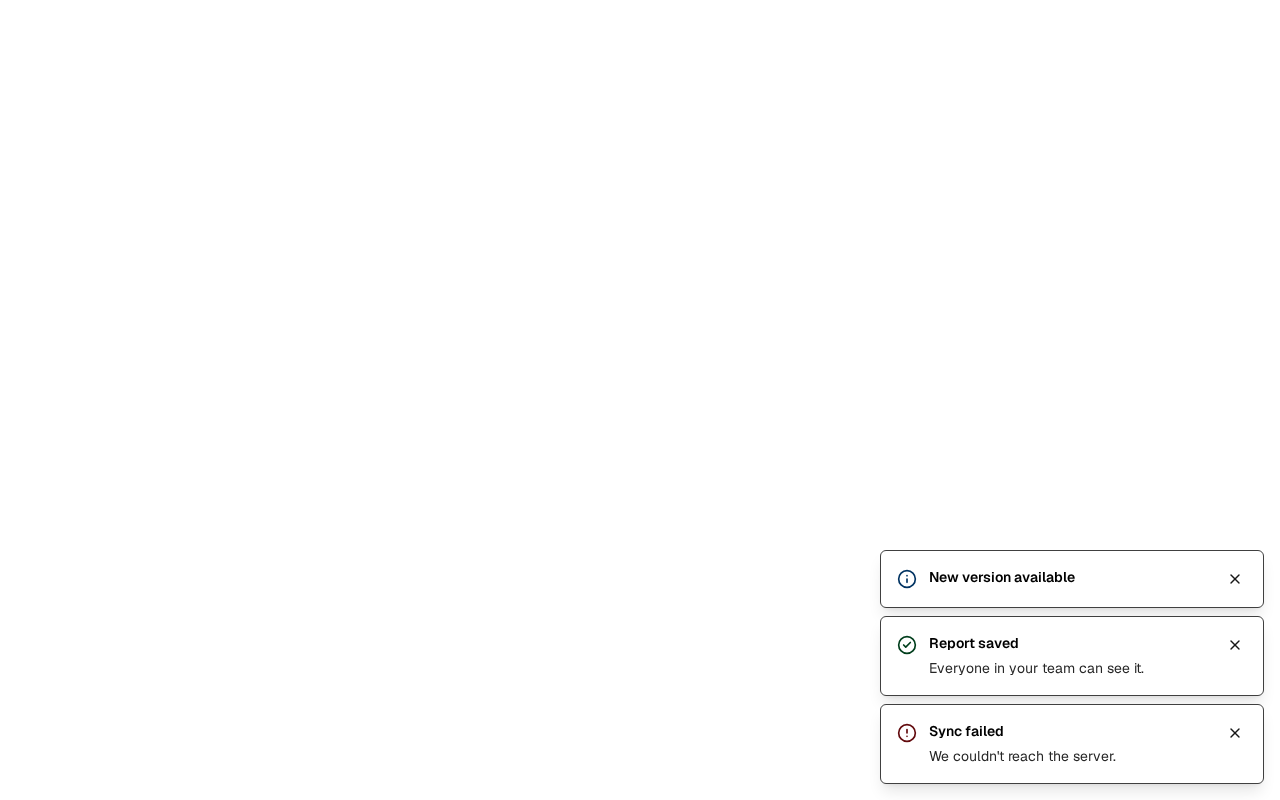 New version available
Report saved
Everyone in your team can see it.
Sync failed
We couldn't reach the server.